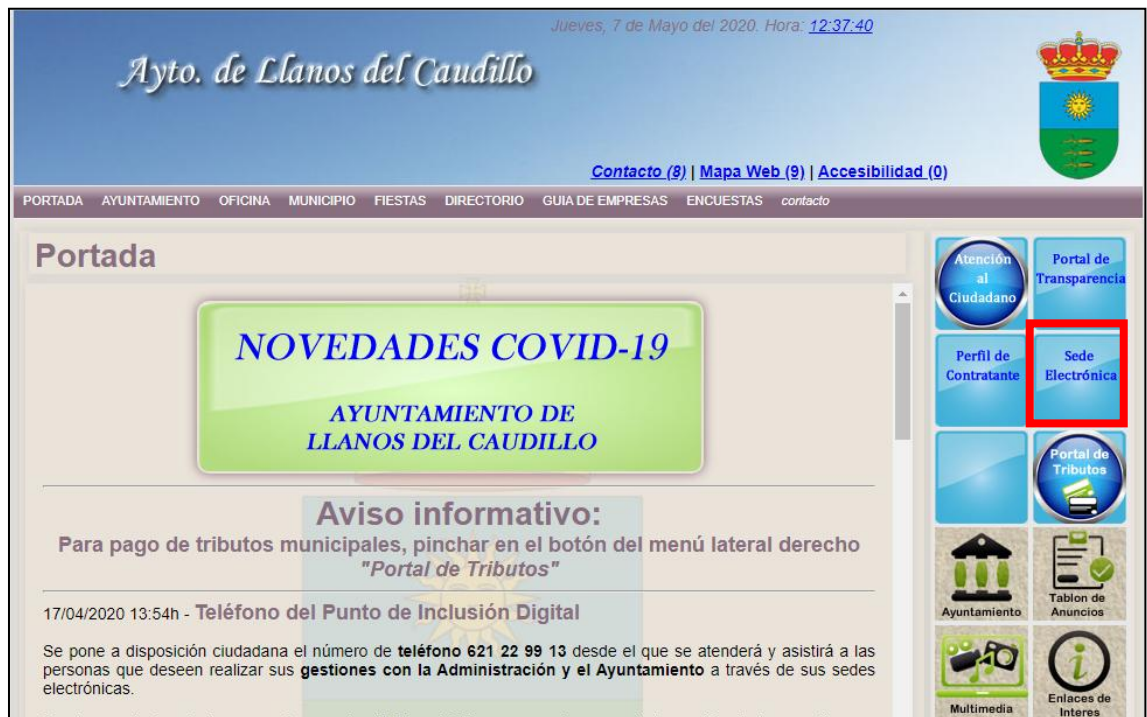 Jueves, 7 de Mayo del 2020. Hora: 12:37:40
Ayto. de Llanos del Caudillo
Contacto (8) | Mapa Web (9) | Accesibilidad (0)
PORTADA AYUNTAMIENTO OFICINA MUNICIPIO FIESTAS DIRECTORIO GUIA DE EMPRESAS ENCUESTAS contacto
Portada
NOVEDADES COVID-19
AYUNTAMIENTO DE
LLANOS DEL CAUDILLO
Aviso informativo:
Para pago de tributos municipales, pinchar en el botón del menú lateral derecho
"Portal de Tributos"
17/04/2020 13:54h - Teléfono del Punto de Inclusión Digital
Se pone a disposición ciudadana el número de teléfono 621 22 99 13 desde el que se atenderá y asistirá a las
personas que deseen realizar sus gestiones con la Administración y el Ayuntamiento a través de sus sedes
electrónicas.
Atención
al
Ciudadano
Portal de
Transparencia
Perfil de
Contratante
Sede
Electrónica
Portal de
Tributos
Ayuntamiento
Tablon de
Anuncios
Multimedia
Enlaces de
Interes